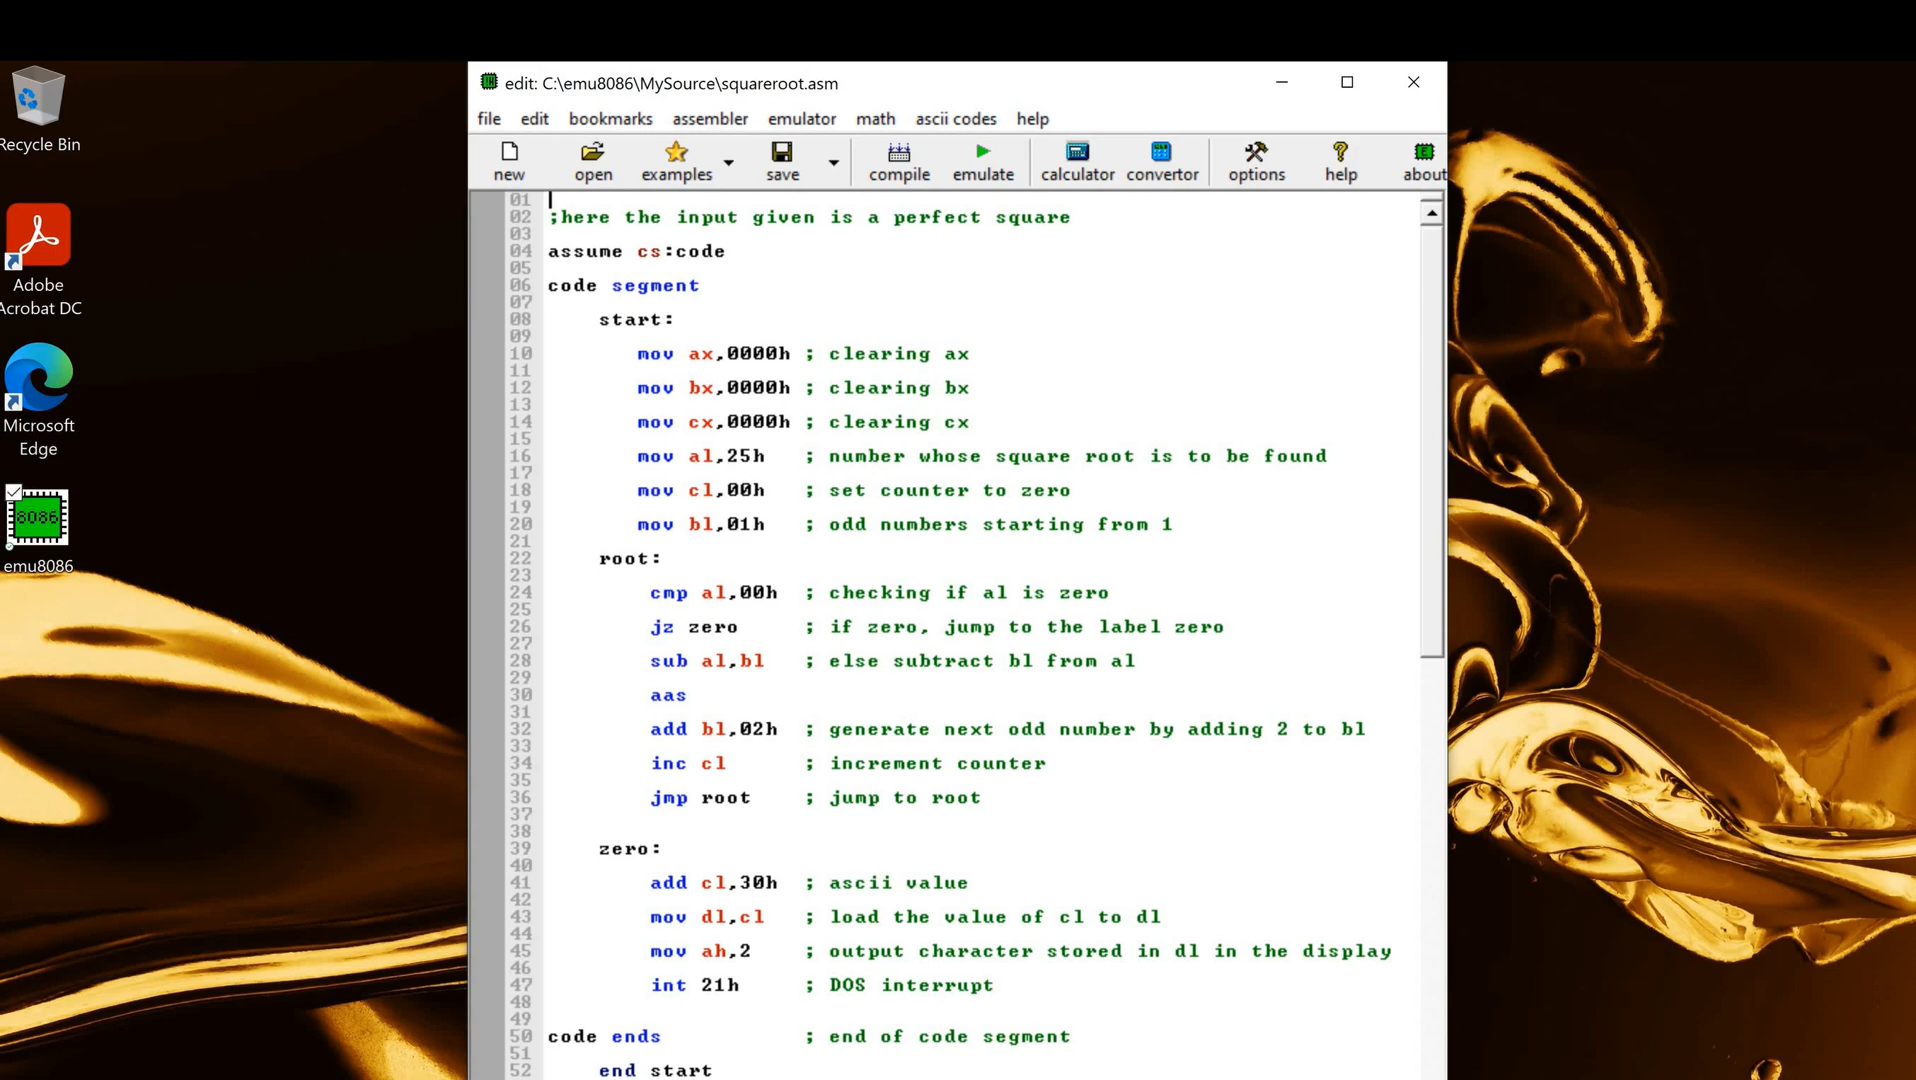 Recycle Bin
Adobe
Acrobat DC
Microsoft
Edge
8086
emu8086
edit: C:\emu8086\MySource\squareroot.asm
file edit bookmarks assembler emulator math ascii codes help
new open examples save compile emulate calculator convertor options help about
01
02 ;here the input given is a perfect square
03
04 assume cs:code
05
06 code segment
07
08 start:
09
10 mov ax,0000h ; clearing ax
11
12 mov bx,0000h ; clearing bx
13
14 mov cx,0000h ; clearing cx
15
16 mov al,25h ; number whose square root is to be found
17
18 mov cl,00h ; set counter to zero
19
20 mov bl,01h ; odd numbers starting from 1
21
22 root:
23
24 cmp al,00h ; checking if al is zero
25
26 jz zero ; if zero, jump to the label zero
27
28 sub al,bl ; else subtract bl from al
29
30 aas
31
32 add bl,02h ; generate next odd number by adding 2 to bl
33
34 inc cl ; increment counter
35
36 jmp root ; jump to root
37
38
39 zero:
40
41 add cl,30h ; ascii value
42
43 mov dl,cl ; load the value of cl to dl
44
45 mov ah,2 ; output character stored in dl in the display
46
47 int 21h ; DOS interrupt
48
49
50 code ends ; end of code segment
51
52 end start